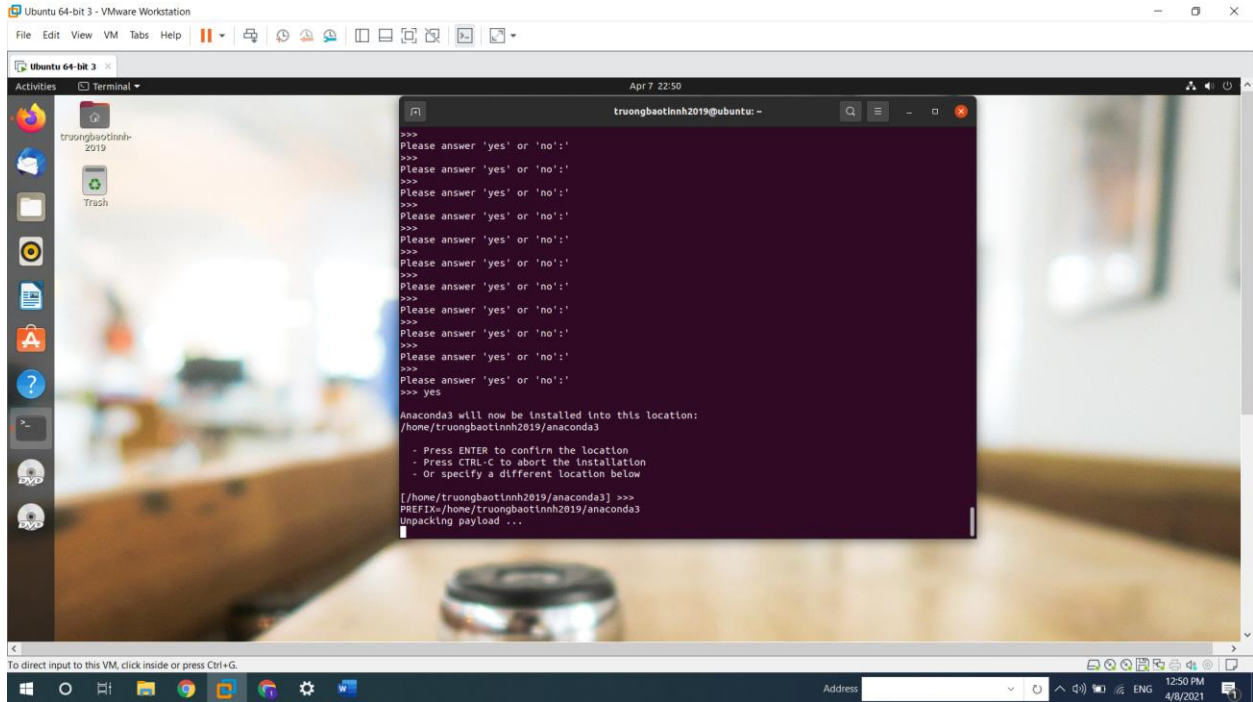 Ubuntu 64-bit 3 - VMware Workstation
File Edit View VM Tabs Help
Ubuntu 64-bit 3
Activities Terminal Apr 7 22:50
truongbaotinnh2019@ubuntu: ~
truongbaotinnh-
2019
Trash
>>>
Please answer 'yes' or 'no':'
>>>
Please answer 'yes' or 'no':'
>>>
Please answer 'yes' or 'no':'
>>>
Please answer 'yes' or 'no':'
>>>
Please answer 'yes' or 'no':'
>>>
Please answer 'yes' or 'no':'
>>>
Please answer 'yes' or 'no':'
>>>
Please answer 'yes' or 'no':'
>>>
Please answer 'yes' or 'no':'
>>>
Please answer 'yes' or 'no':'
>>>
Please answer 'yes' or 'no':'
>>> yes
Anaconda3 will now be installed into this location:
/home/truongbaotinnh2019/anaconda3
- Press ENTER to confirm the location
- Press CTRL-C to abort the installation
- Or specify a different location below
[/home/truongbaotinnh2019/anaconda3] >>>
PREFIX=/home/truongbaotinnh2019/anaconda3
Unpacking payload ...
DVD
DVD
To direct input to this VM, click inside or press Ctrl+G.
Address
ENG
12:50 PM
4/8/2021